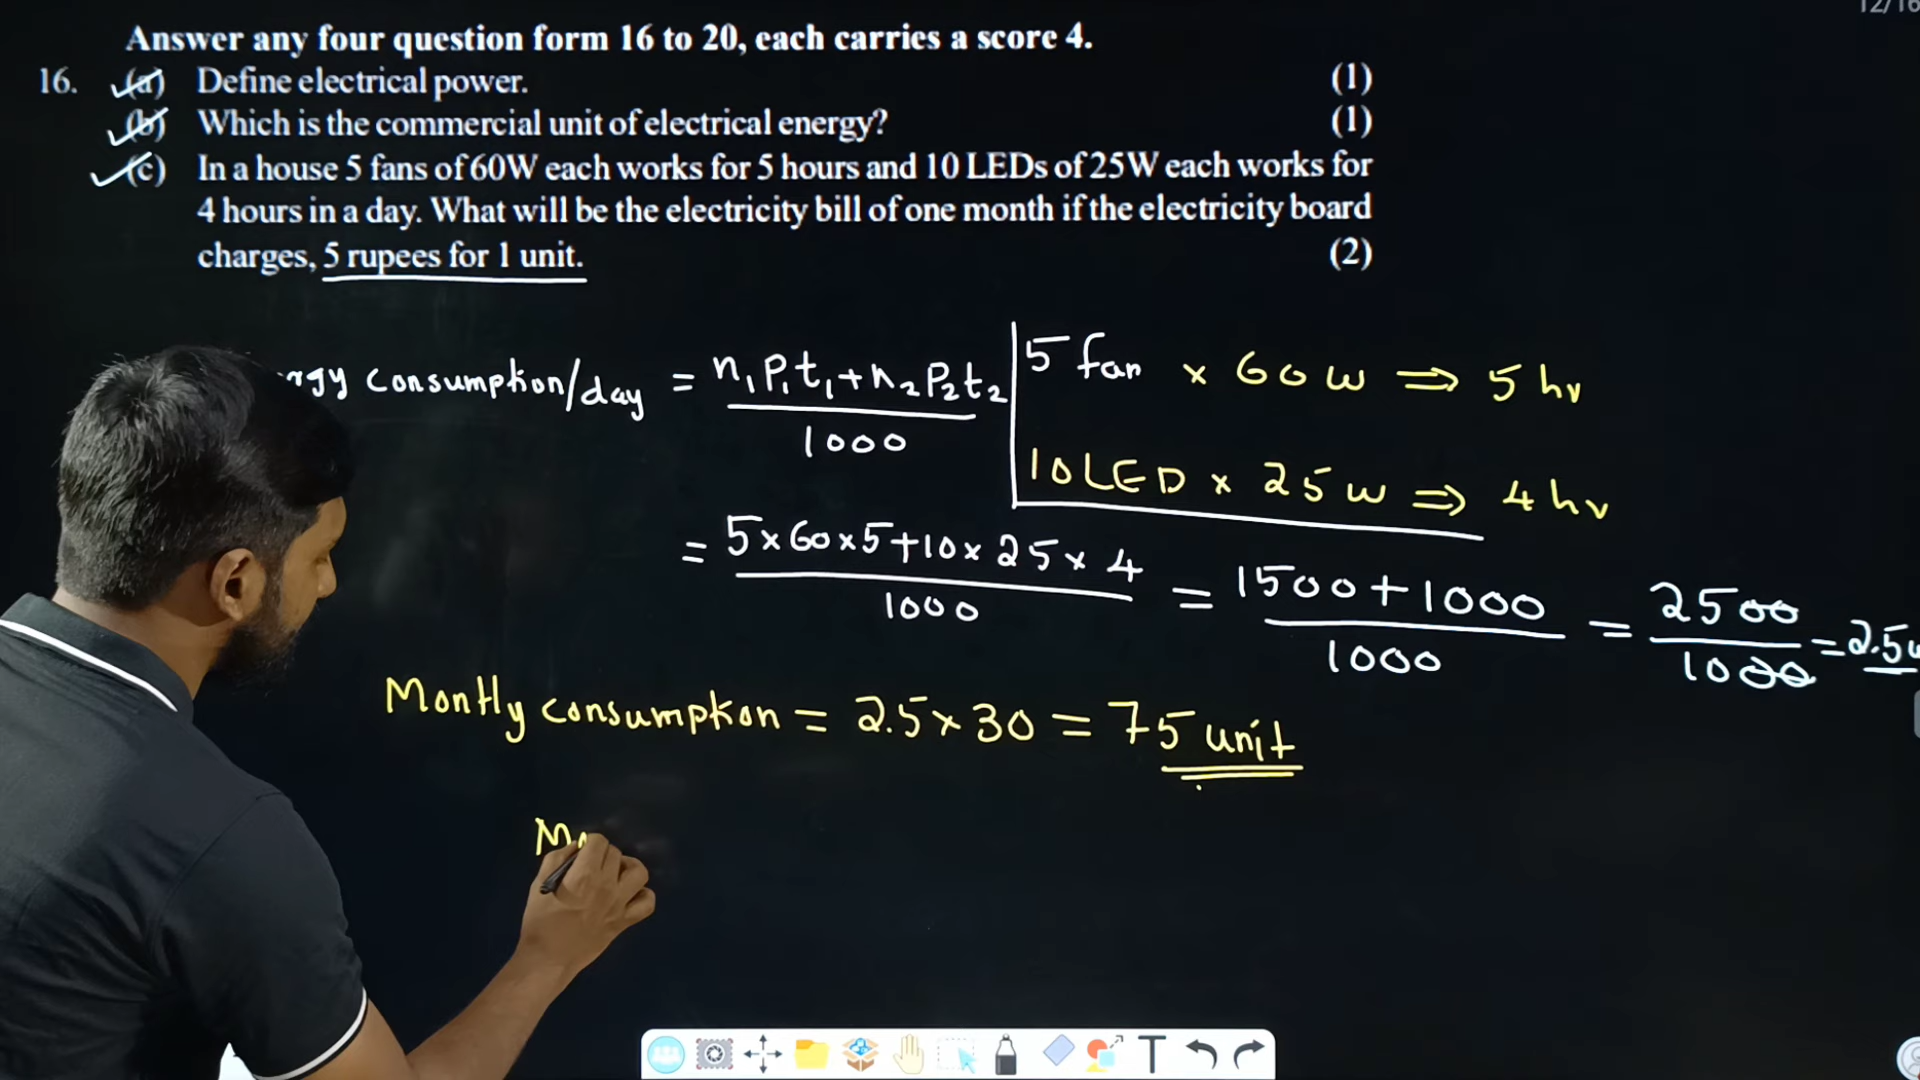 12/16
Answer any four question form 16 to 20, each carries a score 4.
16. (a) Define electrical power. (1)
(b) Which is the commercial unit of electrical energy? (1)
(c) In a house 5 fans of 60W each works for 5 hours and 10 LEDs of 25W each works for
4 hours in a day. What will be the electricity bill of one month if the electricity board
charges, 5 rupees for 1 unit. (2)
consumption/day = n₁P₁t₁+n₂P₂t₂
1000
5 fan × 60 W ⇒ 5 hr
10 LED × 25 W ⇒ 4 hr
= 5×60×5+10×25×4
1000
= 1500+1000
1000
= 2500
1000
= 2.5
Montly consumption = 2.5×30 = 75 unit
T